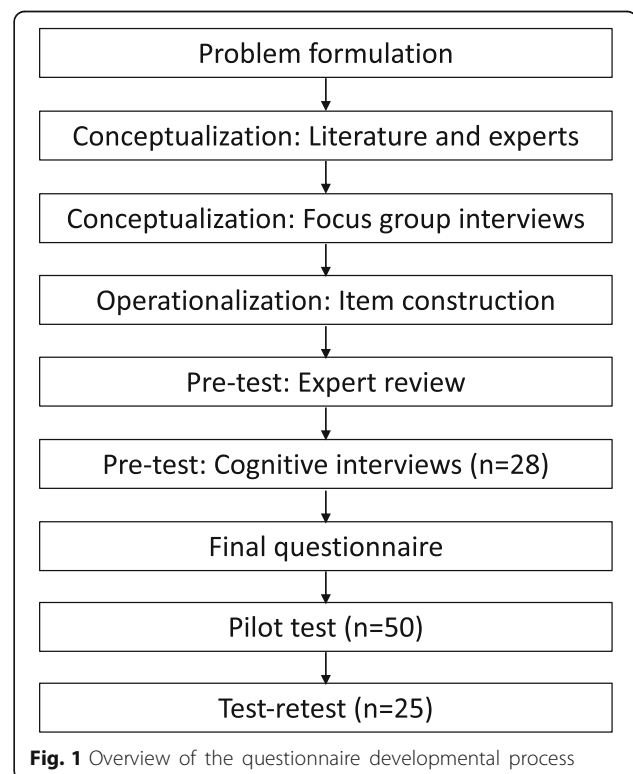 Problem formulation
Conceptualization: Literature and experts
Conceptualization: Focus group interviews
Operationalization: Item construction
Pre-test: Expert review
Pre-test: Cognitive interviews (n=28)
Final questionnaire
Pilot test (n=50)
Test-retest (n=25)
Fig. 1 Overview of the questionnaire developmental process